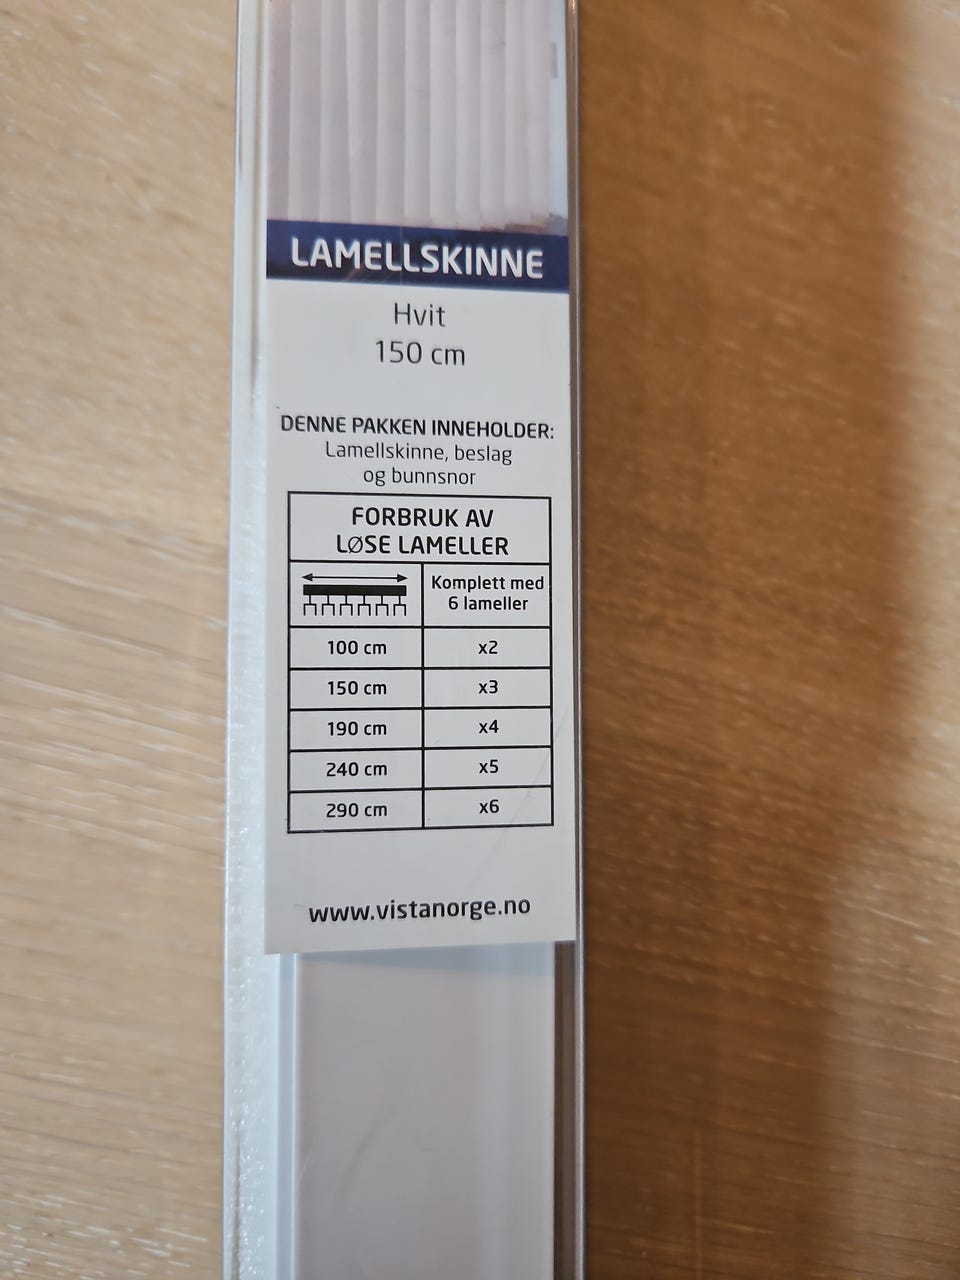 LAMELLSKINNE
Hvit
150 cm
DENNE PAKKEN INNEHOLDER:
Lamellskinne, beslag
og bunnsnor
FORBRUK AV
LØSE LAMELLER
Komplett med
6 lameller
100 cm x2
150 cm x3
190 cm x4
240 cm x5
290 cm x6
www.vistanorge.no